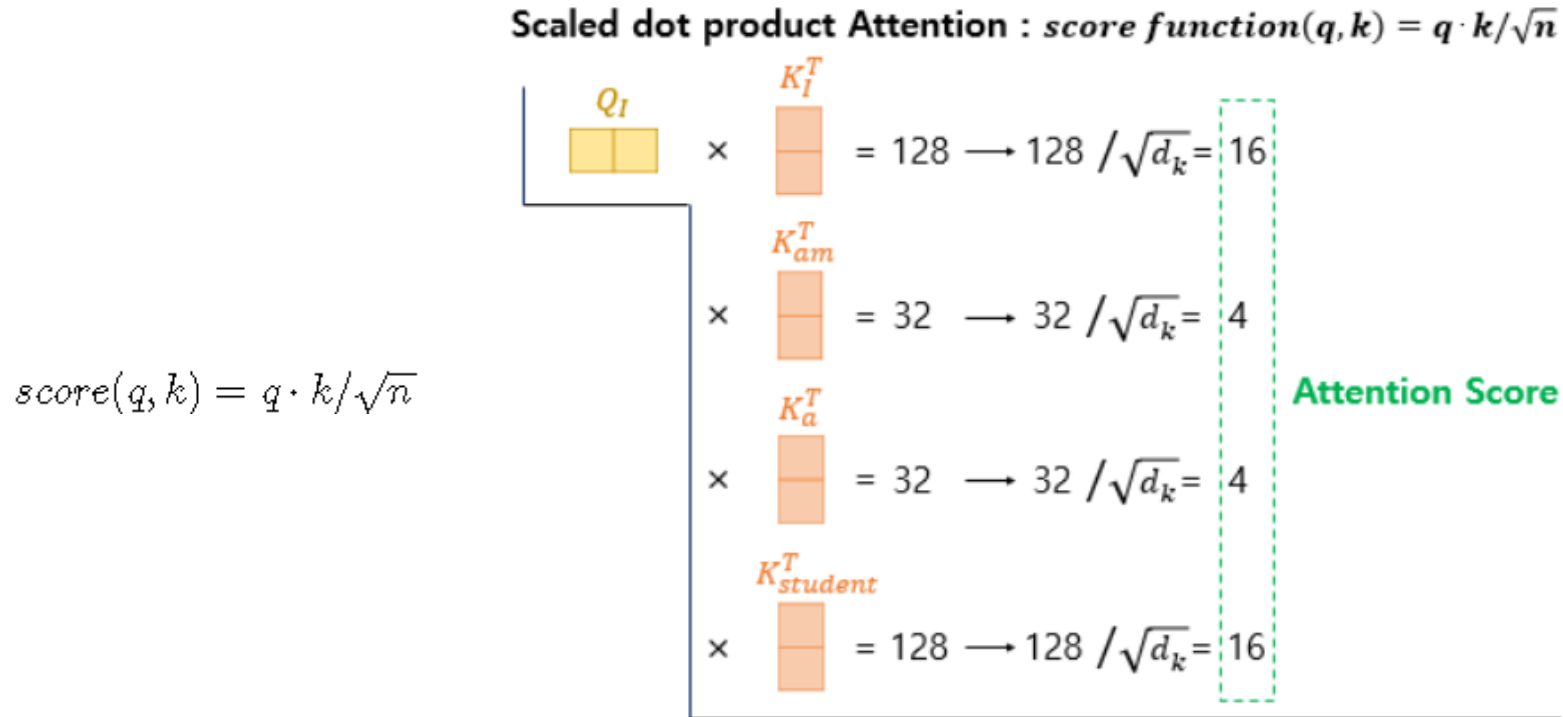 Scaled dot product Attention : score function(q, k) = q · k/√n
Q_I
K_I^T
× = 128 → 128 /√d_k = 16
K_am^T
× = 32 → 32 /√d_k = 4
score(q, k) = q · k/√n
Attention Score
K_a^T
× = 32 → 32 /√d_k = 4
K_student^T
× = 128 → 128 /√d_k = 16